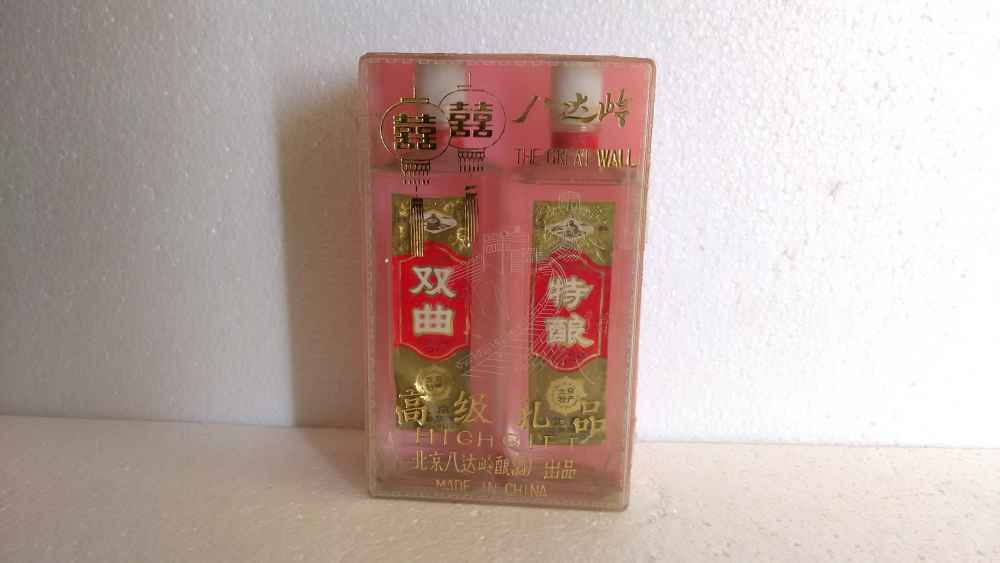 囍 囍 八达岭
THE GREAT WALL
双曲
特酿
高级礼品
HIGH GIFT
北京八达岭酿酒厂出品
MADE IN CHINA